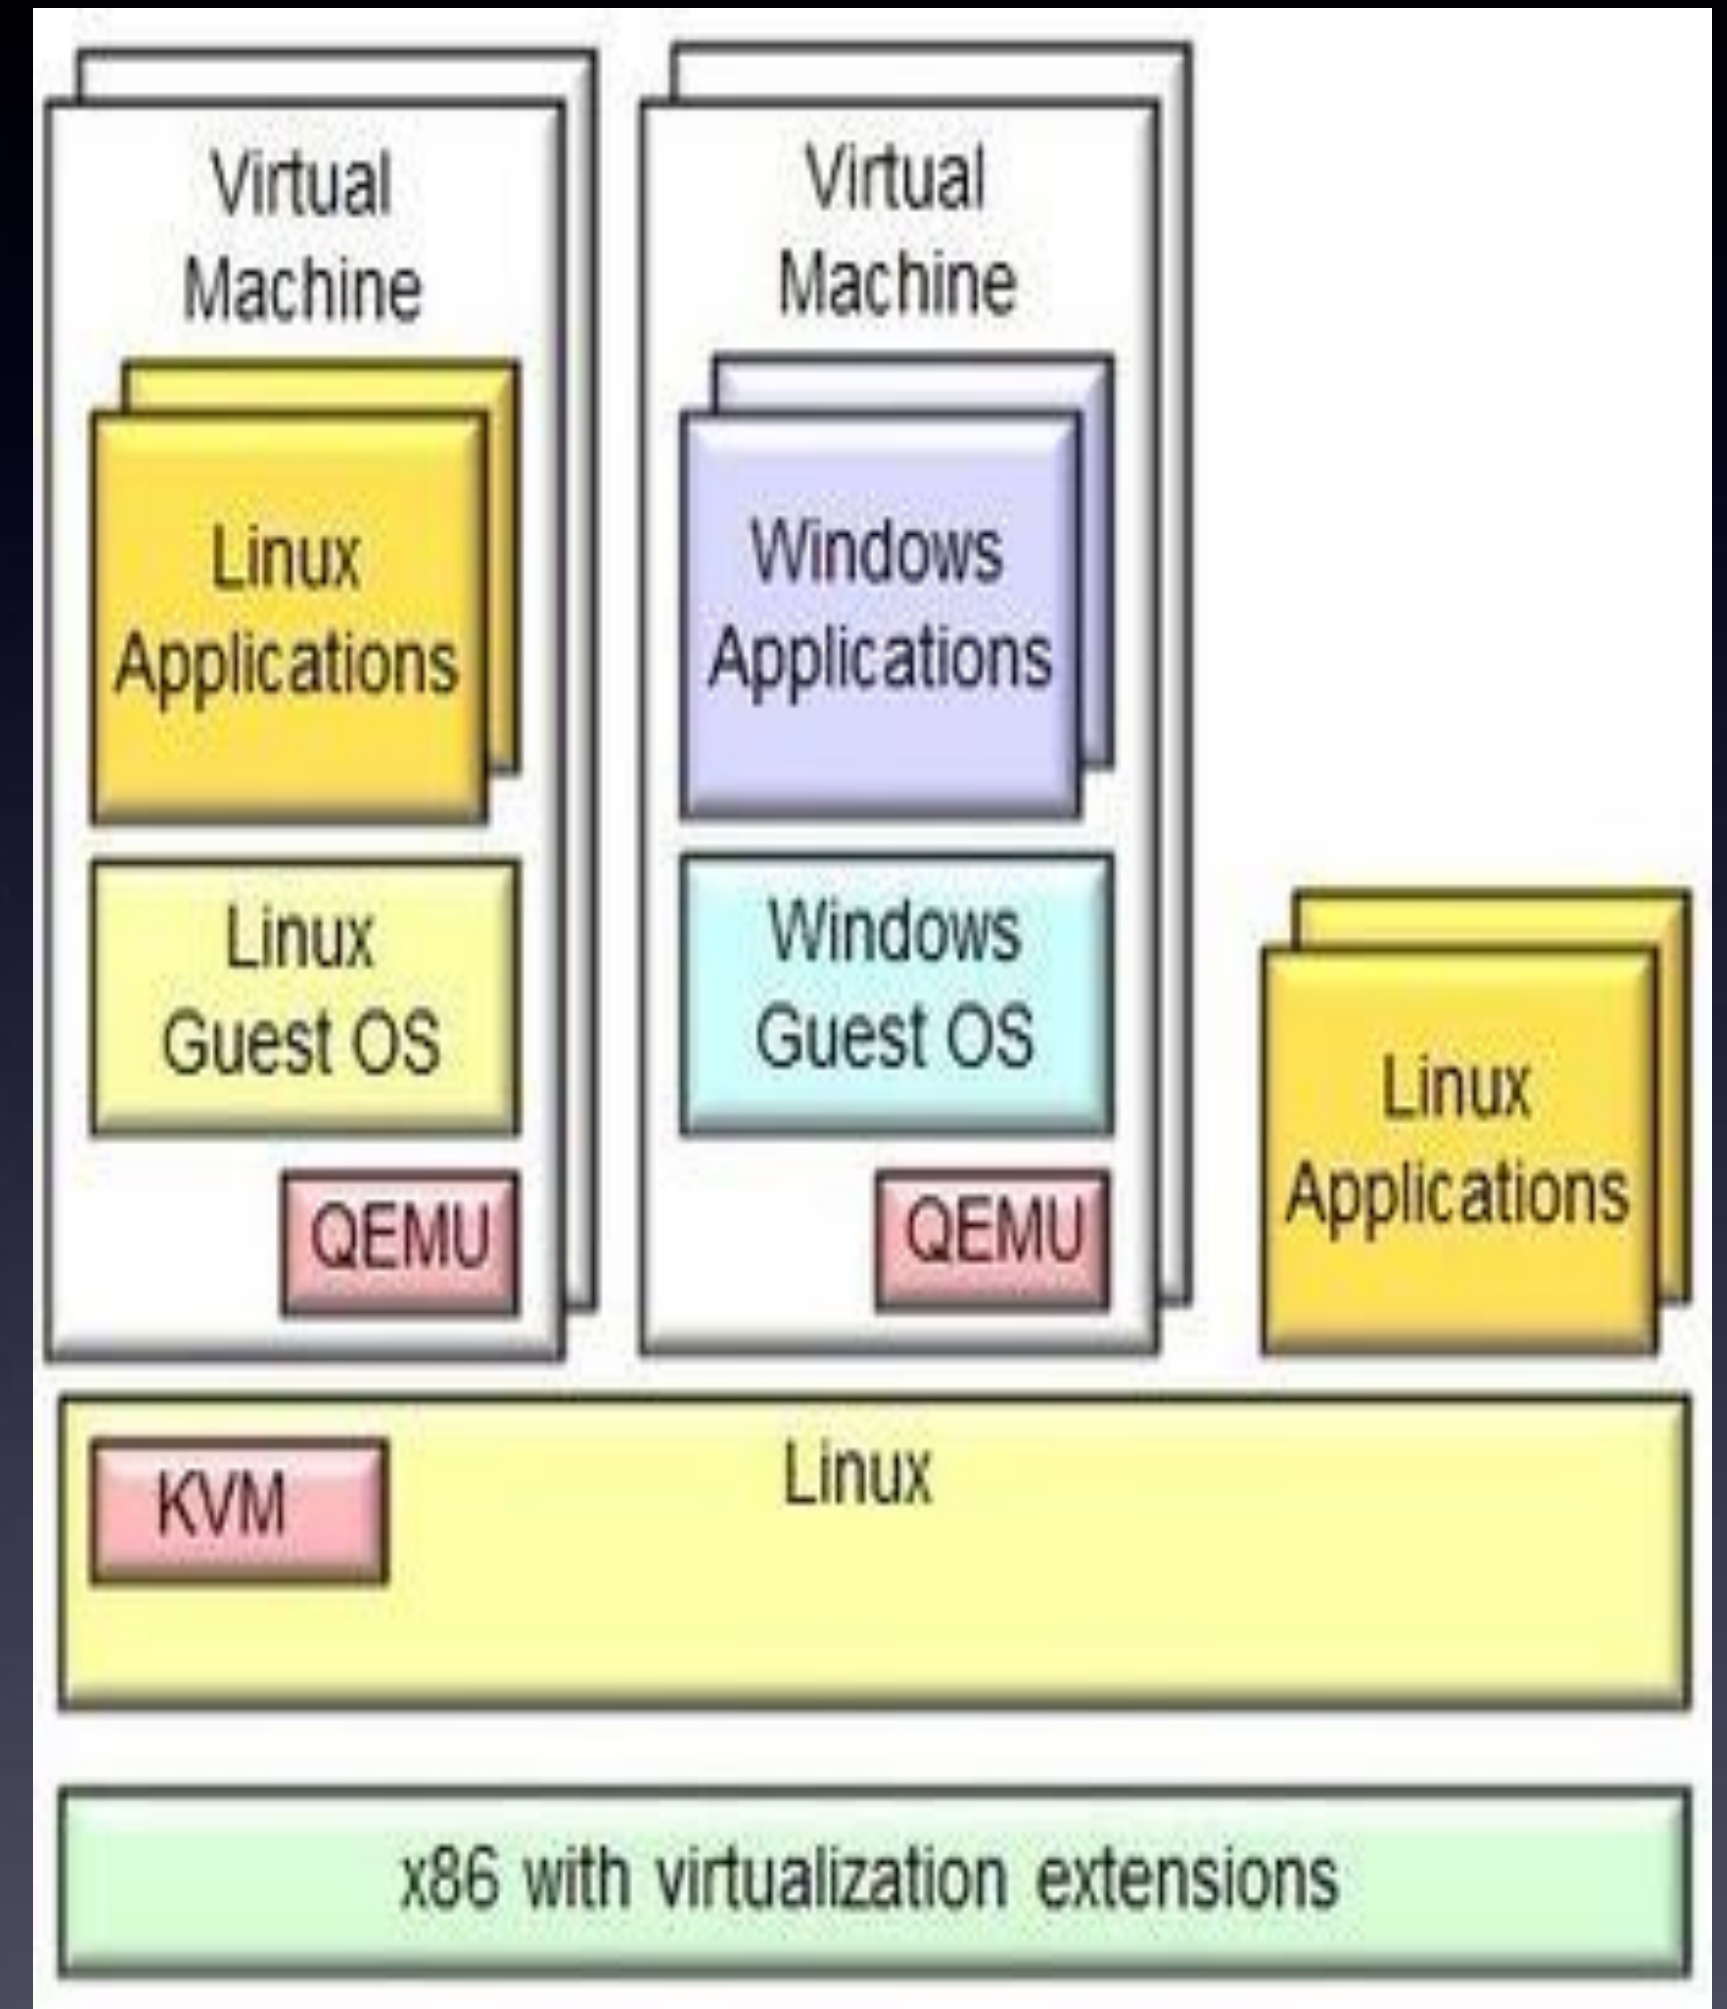 Virtual
Machine
Linux
Applications
Linux
Guest OS
QEMU
Virtual
Machine
Windows
Applications
Windows
Guest OS
QEMU
Linux
Applications
KVM
Linux
x86 with virtualization extensions